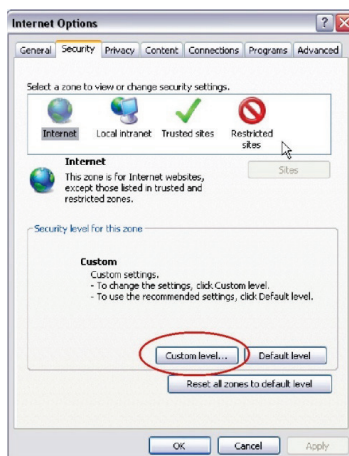 Internet Options
General Security Privacy Content Connections Programs Advanced
Select a zone to view or change security settings.
Internet Local intranet Trusted sites Restricted
sites
Internet
This zone is for Internet websites,
except those listed in trusted and
restricted zones.
Sites
Security level for this zone
Custom
Custom settings.
- To change the settings, click Custom level.
- To use the recommended settings, click Default level.
Custom level... Default level
Reset all zones to default level
OK Cancel Apply